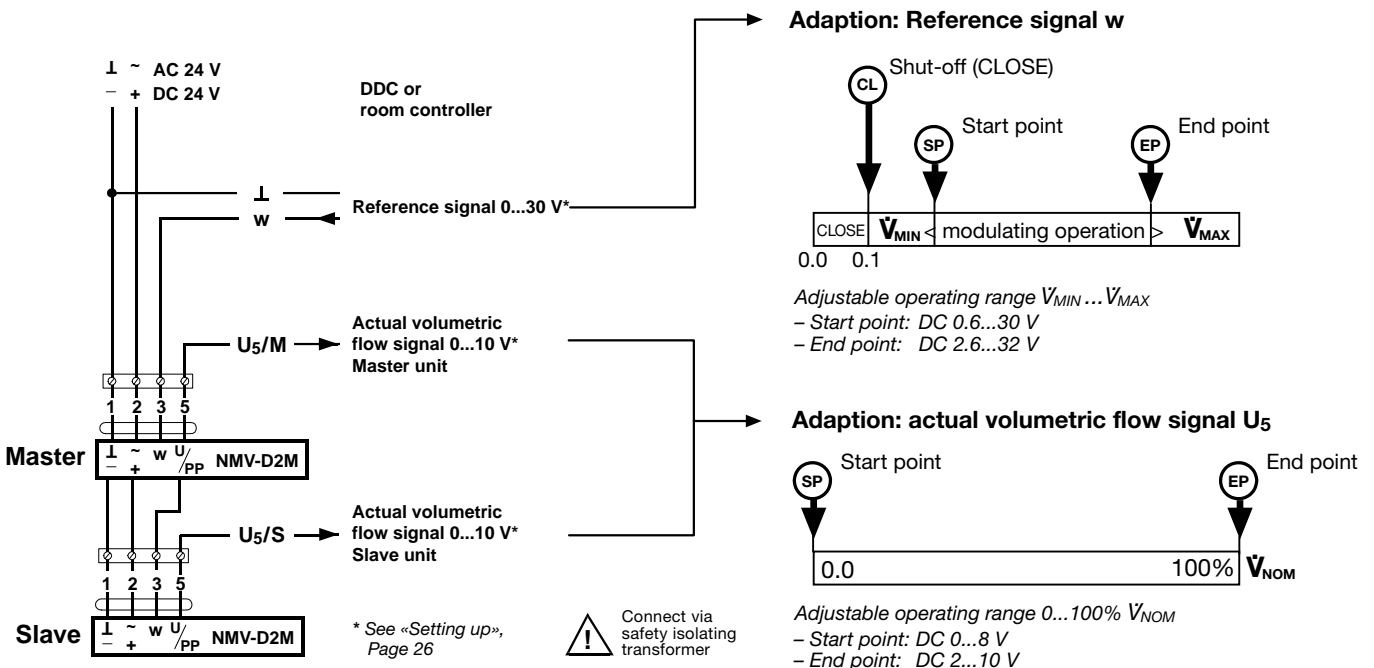 ⊥ ~ AC 24 V
– + DC 24 V
DDC or
room controller
⊥
w
Reference signal 0...30 V*
U5/M
Actual volumetric
flow signal 0...10 V*
Master unit
1 2 3 5
Master
⊥ ~ w U/PP NMV-D2M
– +
U5/S
Actual volumetric
flow signal 0...10 V*
Slave unit
1 2 3 5
Slave
⊥ ~ w U/PP NMV-D2M
– +
* See «Setting up»,
Page 26
!
Connect via
safety isolating
transformer
Adaption: Reference signal w
Shut-off (CLOSE)
CL
Start point
SP
End point
EP
CLOSE V̇MIN < modulating operation > V̇MAX
0.0 0.1
Adjustable operating range V̇MIN...V̇MAX
– Start point: DC 0.6...30 V
– End point: DC 2.6...32 V
Adaption: actual volumetric flow signal U5
Start point
SP
End point
EP
0.0 100% V̇NOM
Adjustable operating range 0...100% V̇NOM
– Start point: DC 0...8 V
– End point: DC 2...10 V